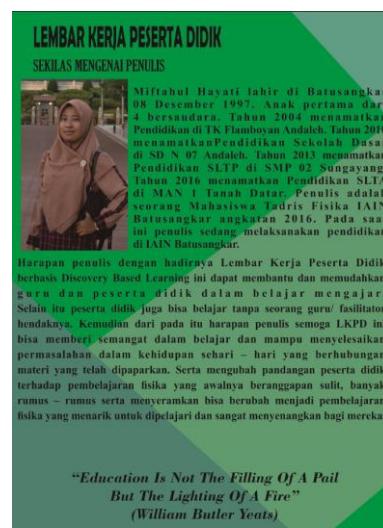 LEMBAR KERJA PESERTA DIDIK
SEKILAS MENGENAI PENULIS
Miftahul Hayati lahir di Batusangka
08 Desember 1997. Anak pertama dar
4 bersaudara. Tahun 2004 menamatkan
Pendidikan di TK Flamboyan Andaleh. Tahun 2010
menamatkanPendidikan Sekolah Dasar
di SD N 07 Andaleh. Tahun 2013 menamatkan
Pendidikan SLTP di SMP 02 Sungayang.
Tahun 2016 menamatkan Pendidikan SLTA
di MAN 1 Tanah Datar. Penulis adalah
seorang Mahasiswa Tadris Fisika IAIN
Batusangkar angkatan 2016. Pada saa
ini penulis sedang melaksanakan pendidikan
di IAIN Batusangkar.
Harapan penulis dengan hadirnya Lembar Kerja Peserta Didik
berbasis Discovery Based Learning ini dapat membantu dan memudahkan
guru dan peserta didik dalam belajar mengajar
Selain itu peserta didik juga bisa belajar tanpa seorang guru/ fasilitator
hendaknya. Kemudian dari pada itu harapan penulis semoga LKPD in
bisa memberi semangat dalam belajar dan mampu menyelesaikan
permasalahan dalam kehidupan sehari – hari yang berhubungan
materi yang telah dipaparkan. Serta mengubah pandangan peserta didik
terhadap pembelajaran fisika yang awalnya beranggapan sulit, banyak
rumus – rumus serta menyeramkan bisa berubah menjadi pembelajaran
fisika yang menarik untuk dipelajari dan sangat menyenangkan bagi mereka
“Education Is Not The Filling Of A Pail
But The Lighting Of A Fire”
(William Butler Yeats)